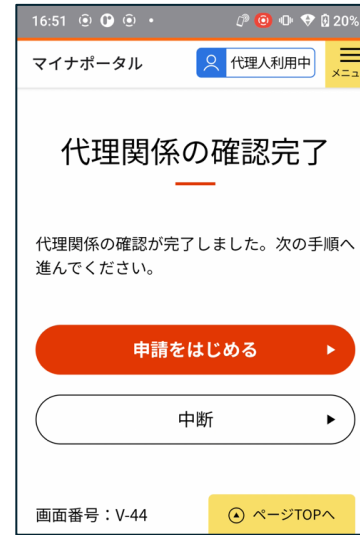 16:51
20%
マイナポータル
代理人利用中
メニュー
代理関係の確認完了
代理関係の確認が完了しました。次の手順へ
進んでください。
申請をはじめる
中断
画面番号：V-44
ページTOPへ